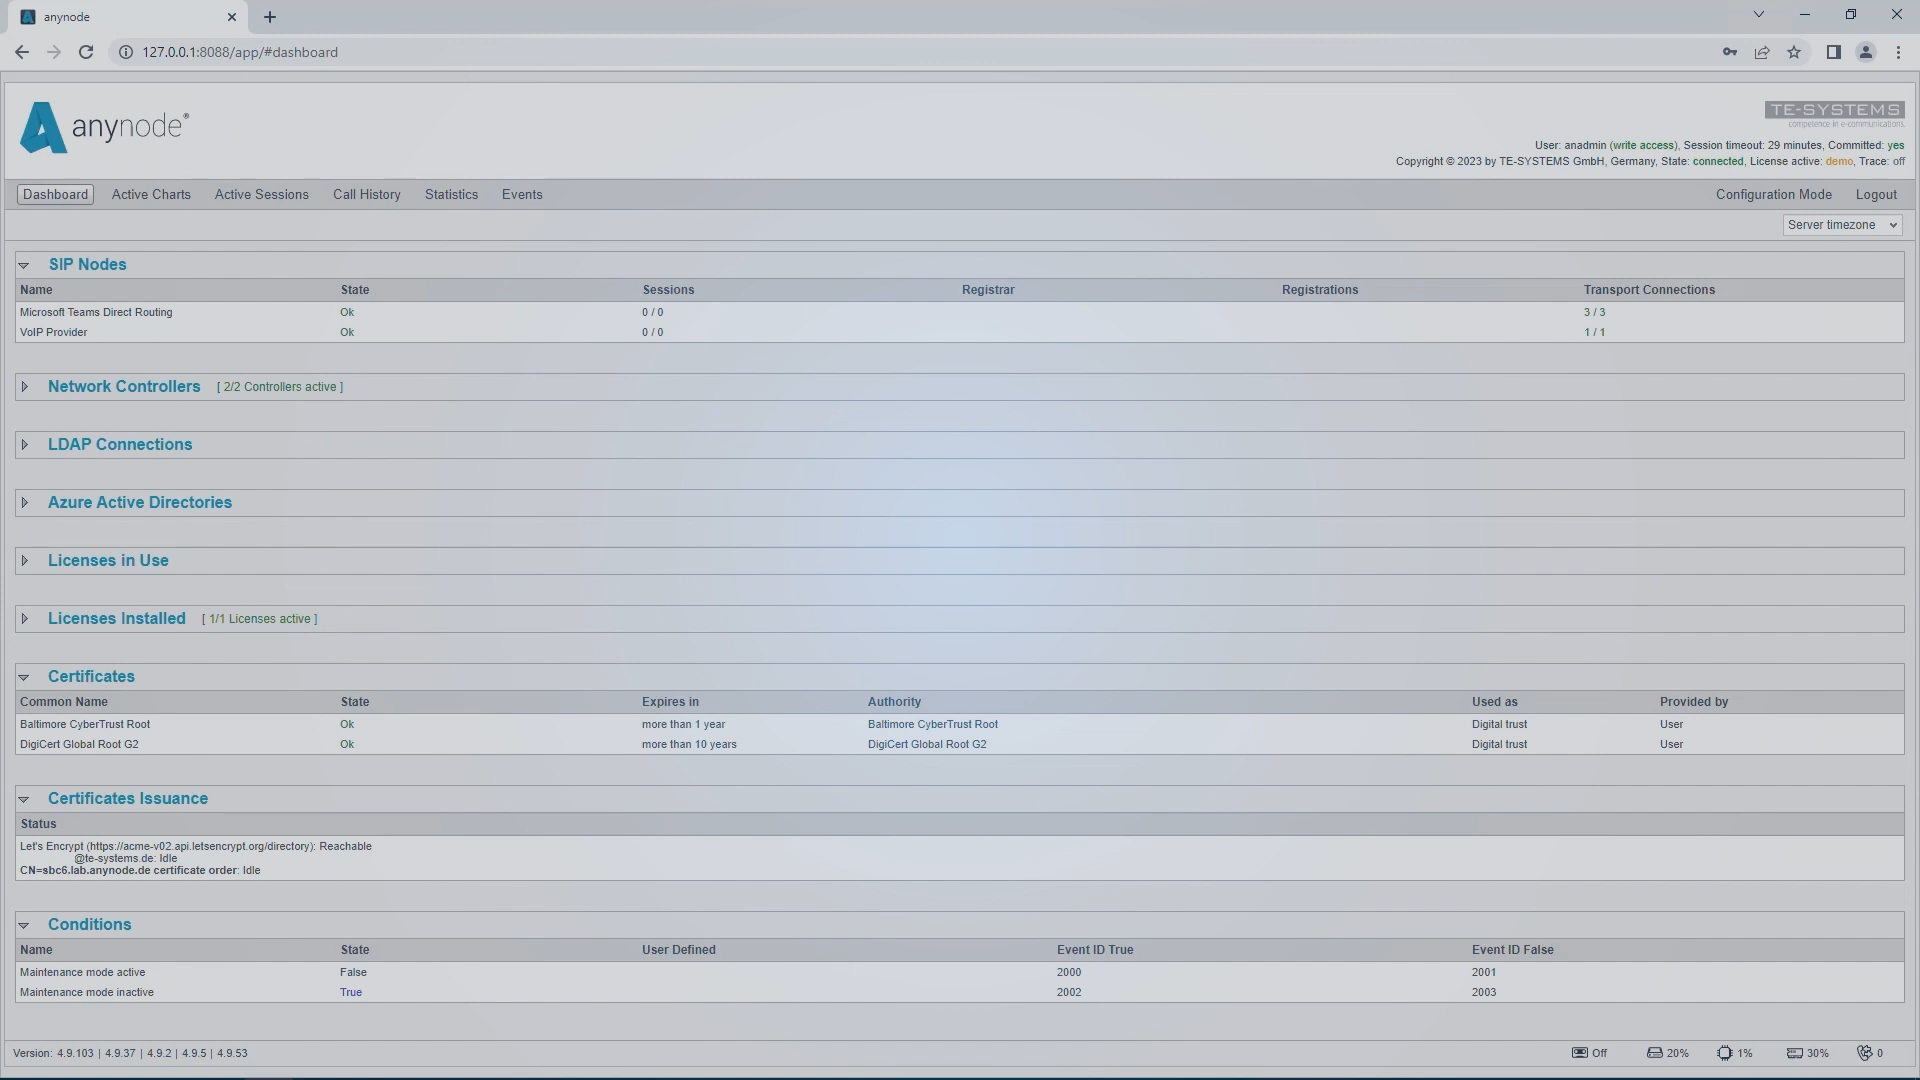 anynode
127.0.0.1:8088/app/#dashboard
anynode®
TE-SYSTEMS
competence in e-communications.
User: anadmin (write access), Session timeout: 29 minutes, Committed: yes
Copyright © 2023 by TE-SYSTEMS GmbH, Germany, State: connected, License active: demo, Trace: off
Dashboard Active Charts Active Sessions Call History Statistics Events Configuration Mode Logout
Server timezone
SIP Nodes
Name State Sessions Registrar Registrations Transport Connections
Microsoft Teams Direct Routing Ok 0 / 0 3 / 3
VoIP Provider Ok 0 / 0 1 / 1
Network Controllers [ 2/2 Controllers active ]
LDAP Connections
Azure Active Directories
Licenses in Use
Licenses Installed [ 1/1 Licenses active ]
Certificates
Common Name State Expires in Authority Used as Provided by
Baltimore CyberTrust Root Ok more than 1 year Baltimore CyberTrust Root Digital trust User
DigiCert Global Root G2 Ok more than 10 years DigiCert Global Root G2 Digital trust User
Certificates Issuance
Status
Let's Encrypt (https://acme-v02.api.letsencrypt.org/directory): Reachable
@te-systems.de: Idle
CN=sbc6.lab.anynode.de certificate order: Idle
Conditions
Name State User Defined Event ID True Event ID False
Maintenance mode active False 2000 2001
Maintenance mode inactive True 2002 2003
Version: 4.9.103 | 4.9.37 | 4.9.2 | 4.9.5 | 4.9.53 Off 20% 1% 30% 0